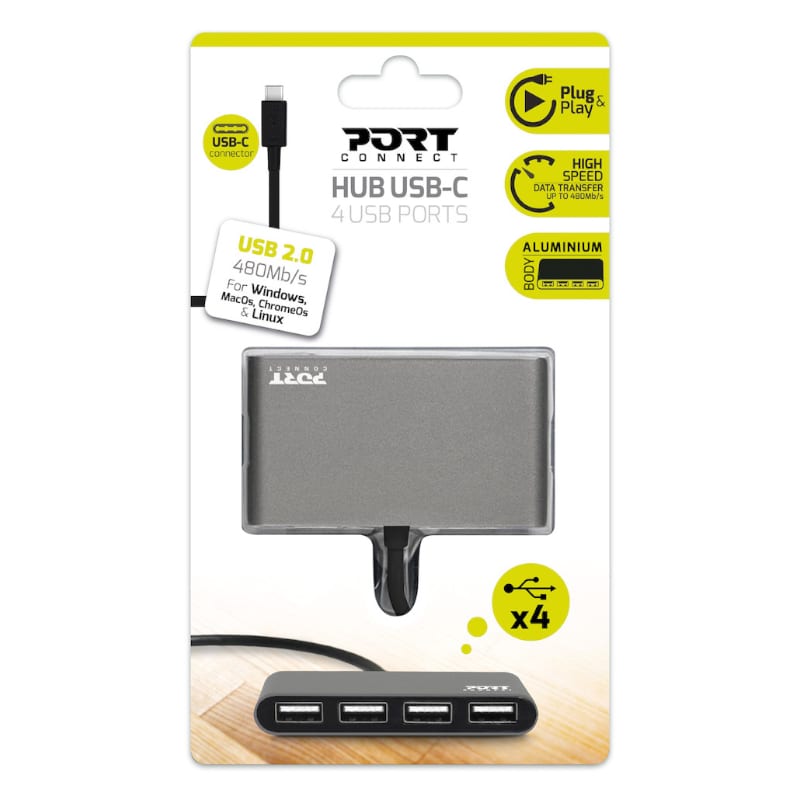 Plug &
Play
USB-C
connector
PORT
CONNECT
HUB USB-C
4 USB PORTS
HIGH
SPEED
DATA TRANSFER
UP TO 480Mb/s
USB 2.0
480Mb/s
For Windows,
MacOs, ChromeOs
& Linux
ALUMINIUM
BODY
PORT
CONNECT
x4
PORT
CONNECT